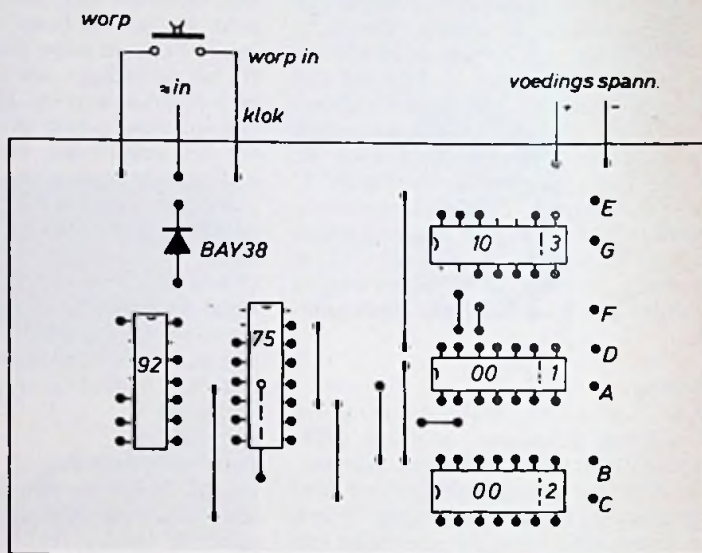 worp
worp in
≈in
klok
voedings spann.
+ -
E
10 3
G
BAY38
F
92
75
D
00 1
A
B
00 2
C